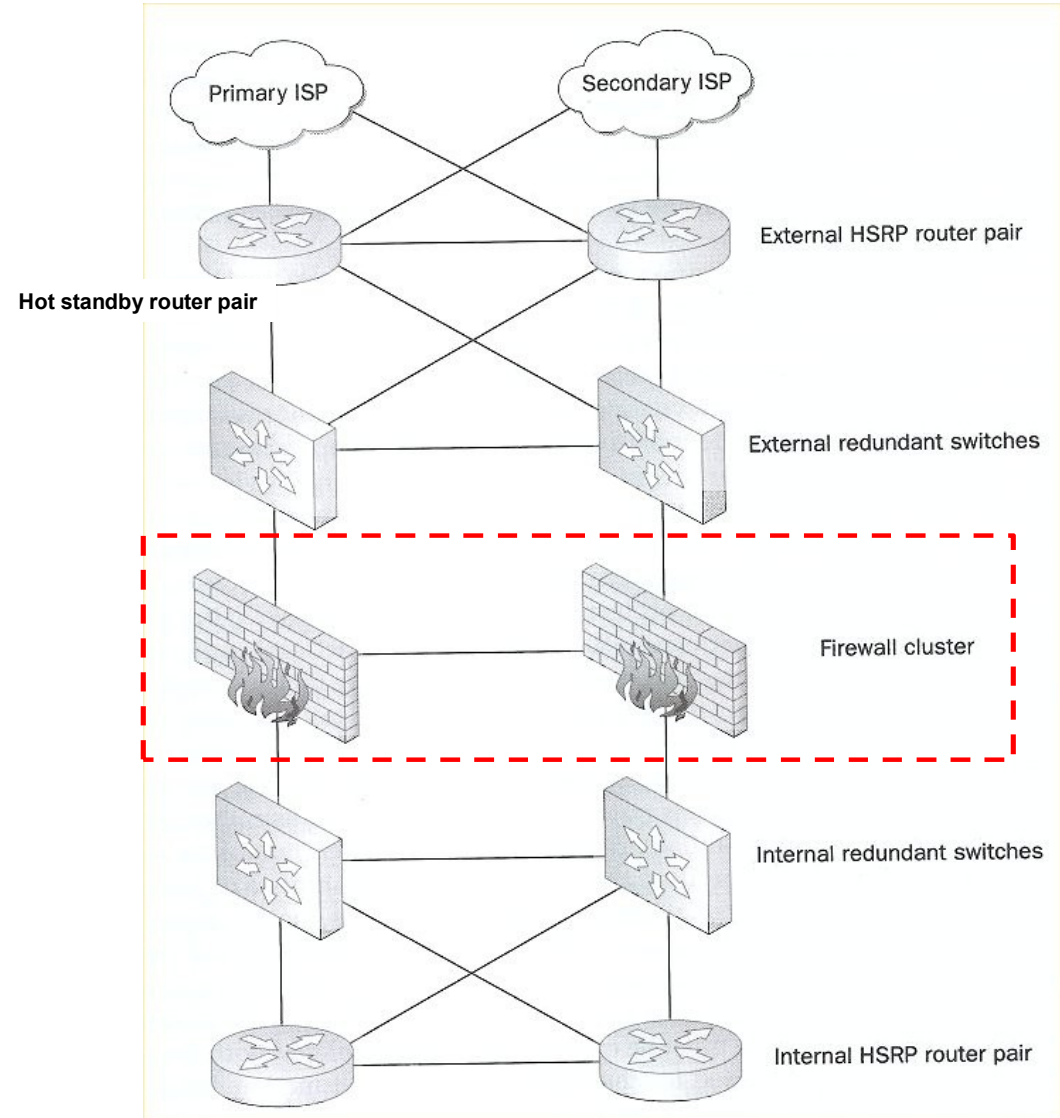 Primary ISP
Secondary ISP
External HSRP router pair
Hot standby router pair
External redundant switches
Firewall cluster
Internal redundant switches
Internal HSRP router pair